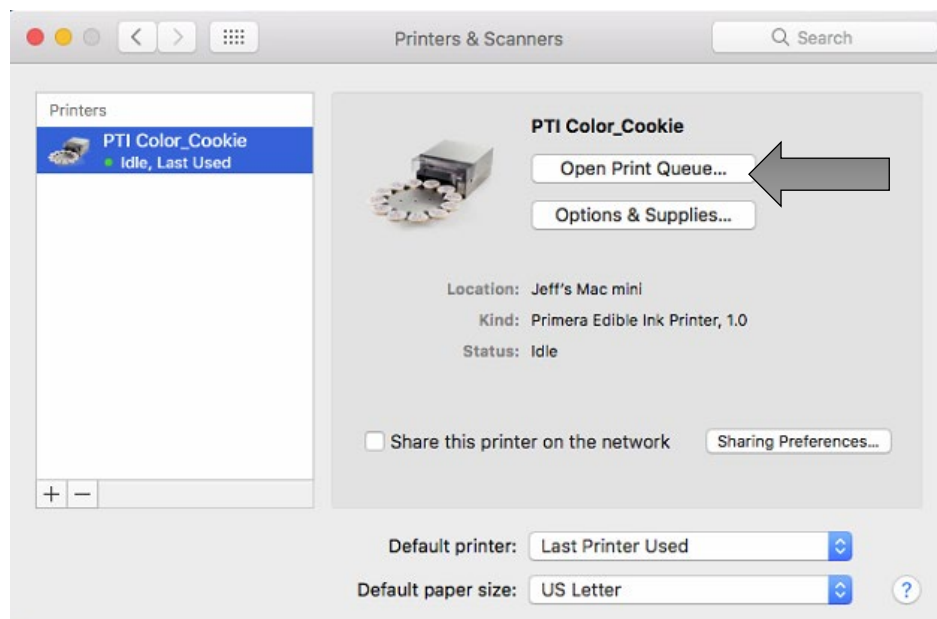 Printers & Scanners
Search
Printers
PTI Color_Cookie
Idle, Last Used
PTI Color_Cookie
Open Print Queue...
Options & Supplies...
Location: Jeff's Mac mini
Kind: Primera Edible Ink Printer, 1.0
Status: Idle
Share this printer on the network
Sharing Preferences...
+ −
Default printer: Last Printer Used
Default paper size: US Letter
?